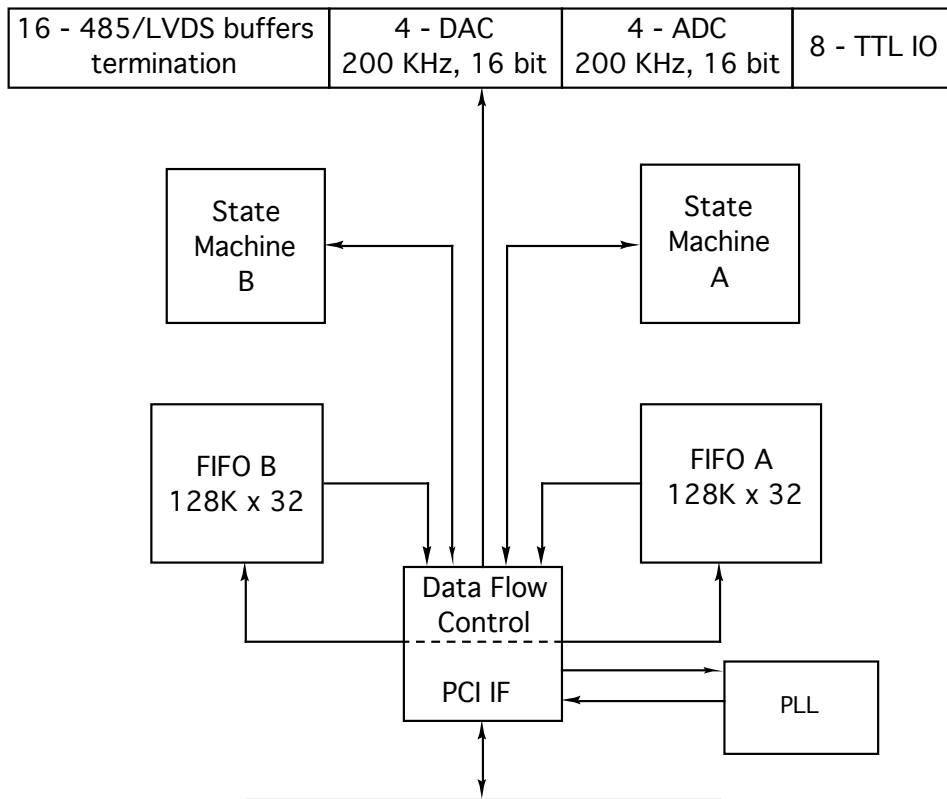 16 - 485/LVDS buffers
termination
4 - DAC
200 KHz, 16 bit
4 - ADC
200 KHz, 16 bit
8 - TTL IO
State
Machine
B
State
Machine
A
FIFO B
128K x 32
FIFO A
128K x 32
Data Flow
Control
PCI IF
PLL